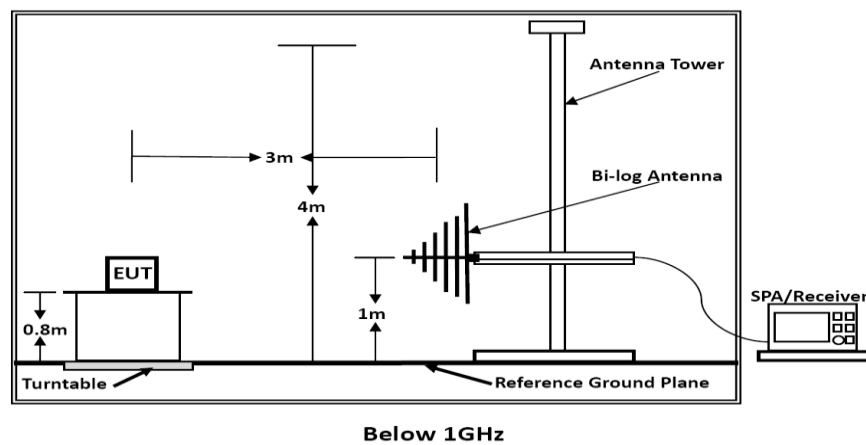 Antenna Tower
3m
Bi-log Antenna
4m
EUT
SPA/Receiver
0.8m
1m
Turntable
Reference Ground Plane
Below 1GHz